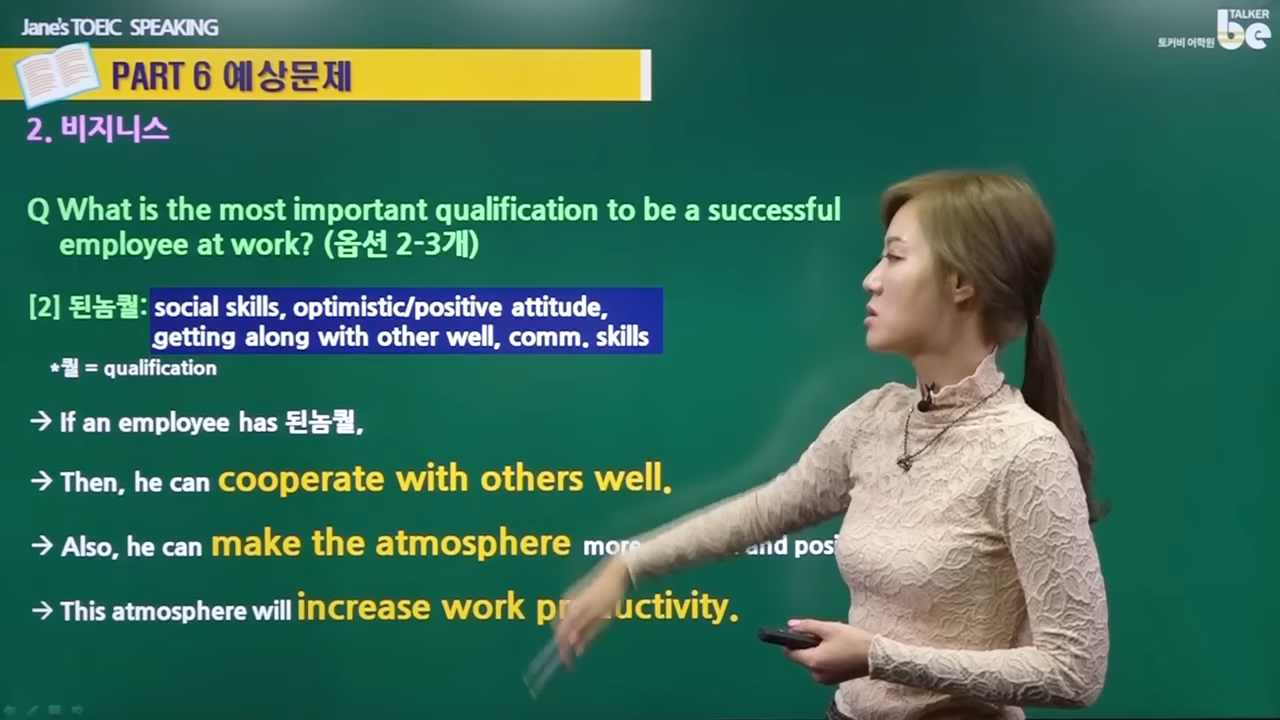 Jane's TOEIC SPEAKING
TALKER
be
토커비 어학원
PART 6 예상문제
2. 비지니스
Q What is the most important qualification to be a successful
employee at work? (옵션 2-3개)
[2] 된놈퀄: social skills, optimistic/positive attitude,
getting along with other well, comm. skills
*퀄 = qualification
→ If an employee has 된놈퀄,
→ Then, he can cooperate with others well.
→ Also, he can make the atmosphere more and
→ This atmosphere will increase work